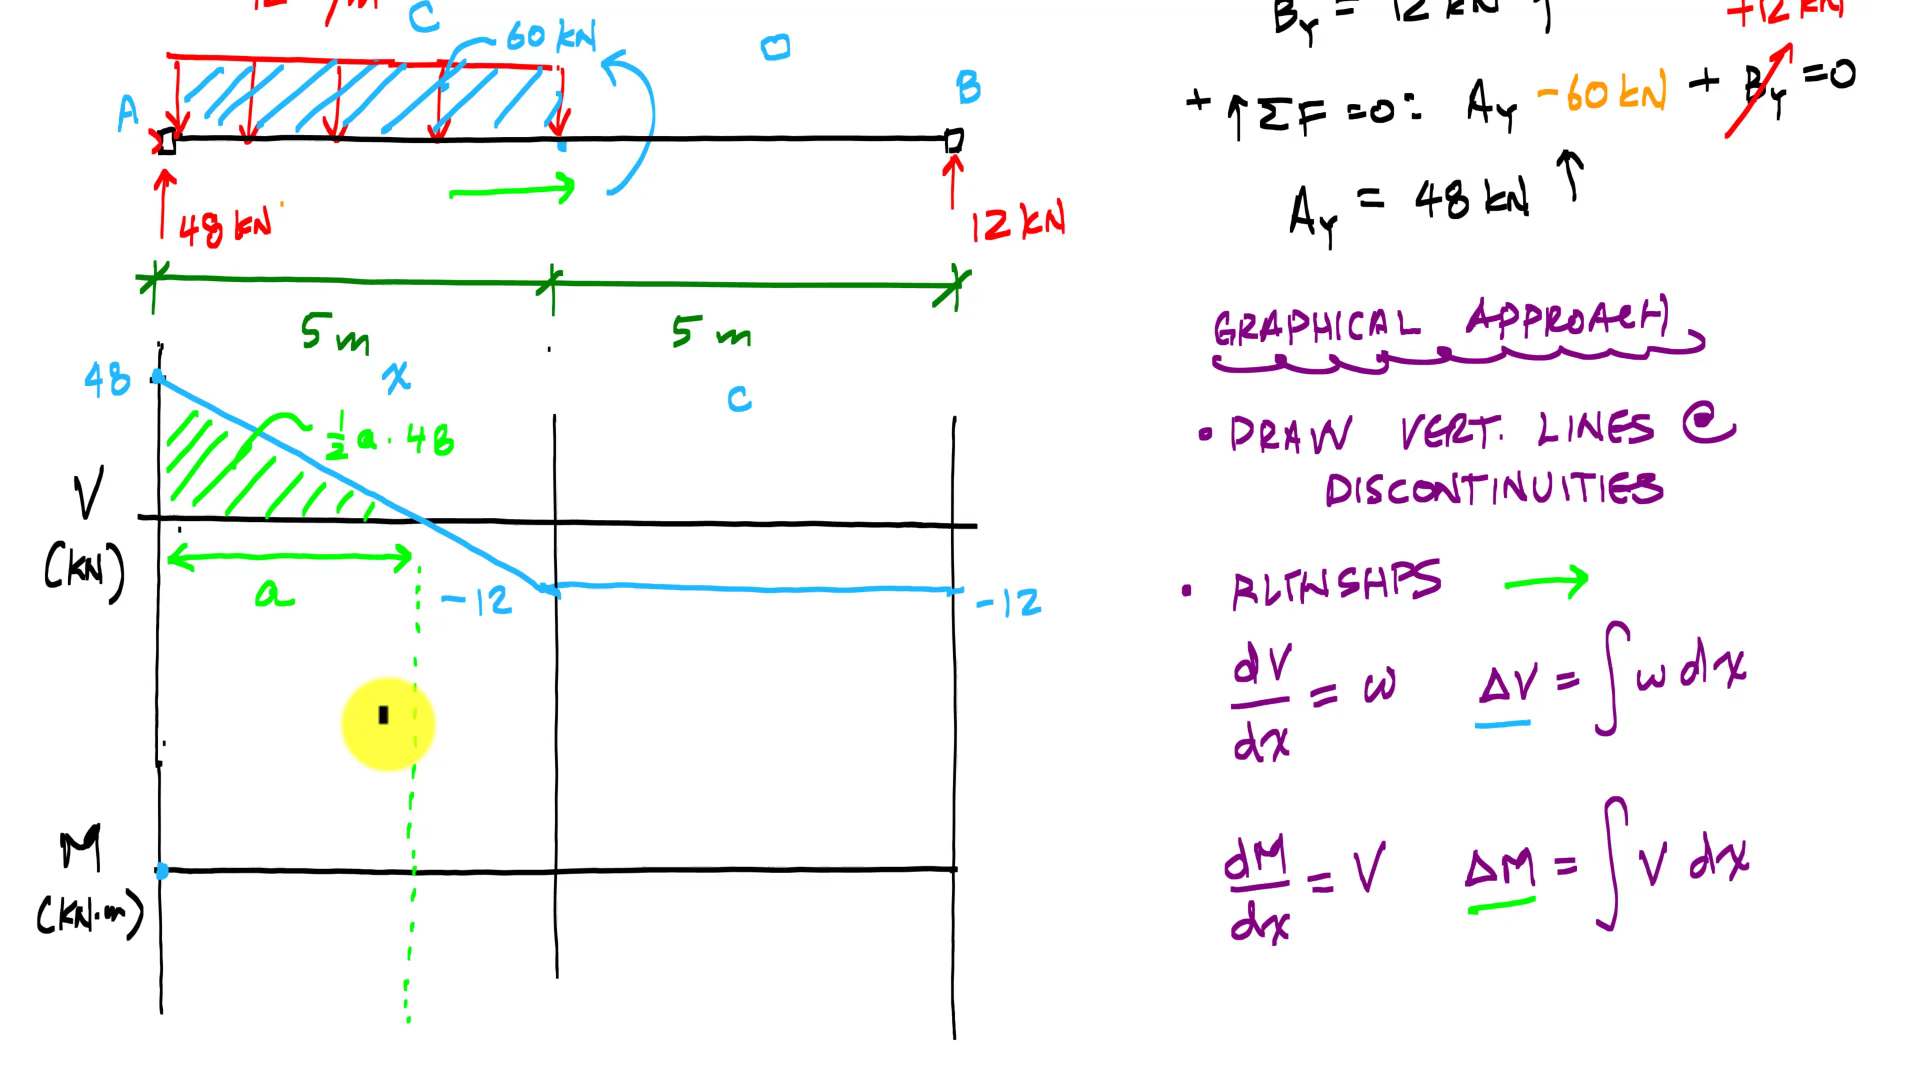 C
60 kN
A
B
48 kN
12 kN
5 m
5 m
48
x
C
½ a · 48
V
(kN)
a
-12
-12
M
(kN·m)
By = 12 kN ↑
+12 kN
+ ↑ ΣF = 0: Ay - 60 kN + By = 0
Ay = 48 kN ↑
GRAPHICAL APPROACH
• DRAW VERT. LINES @
DISCONTINUITIES
• RLTNSHPS →
dV/dx = ω ΔV = ∫ω dx
dM/dx = V ΔM = ∫V dx